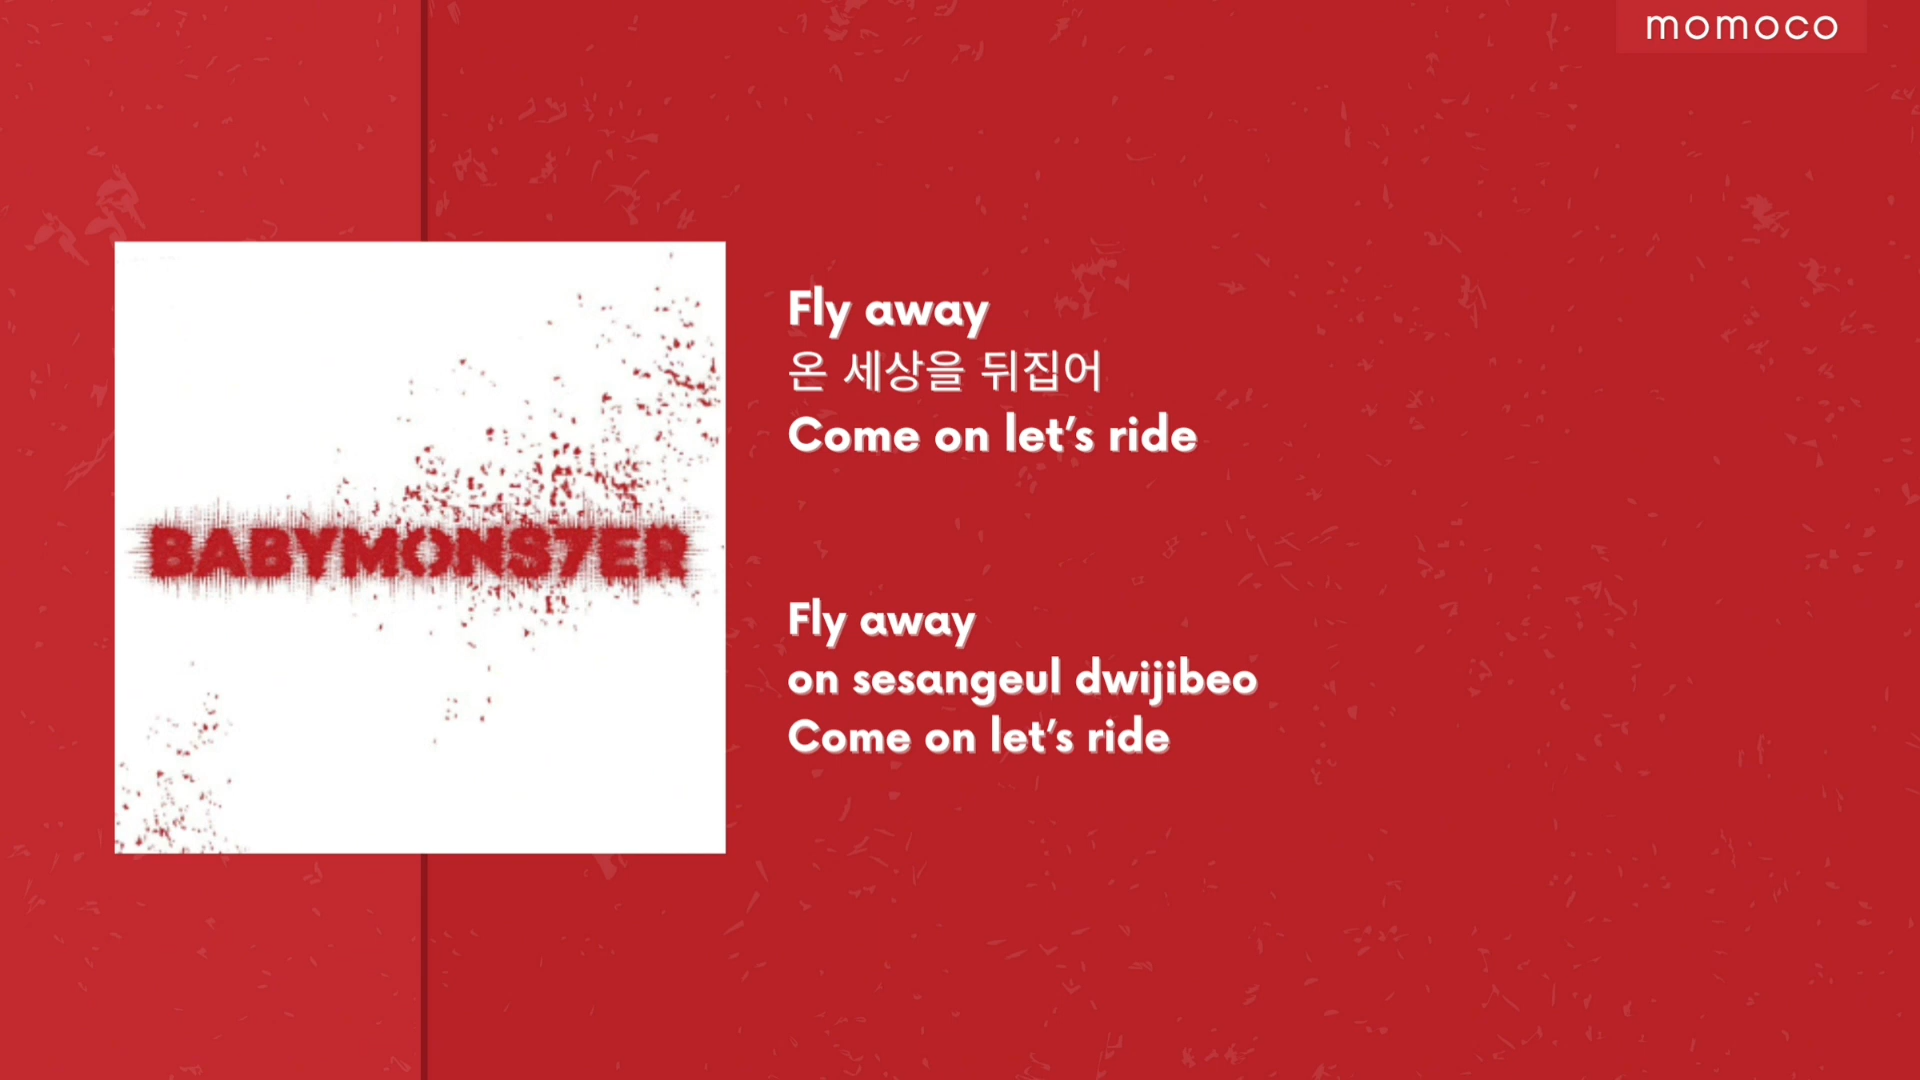 momoco
Fly away
온 세상을 뒤집어
Come on let’s ride
BABYMONS7ER
Fly away
on sesangeul dwijibeo
Come on let’s ride